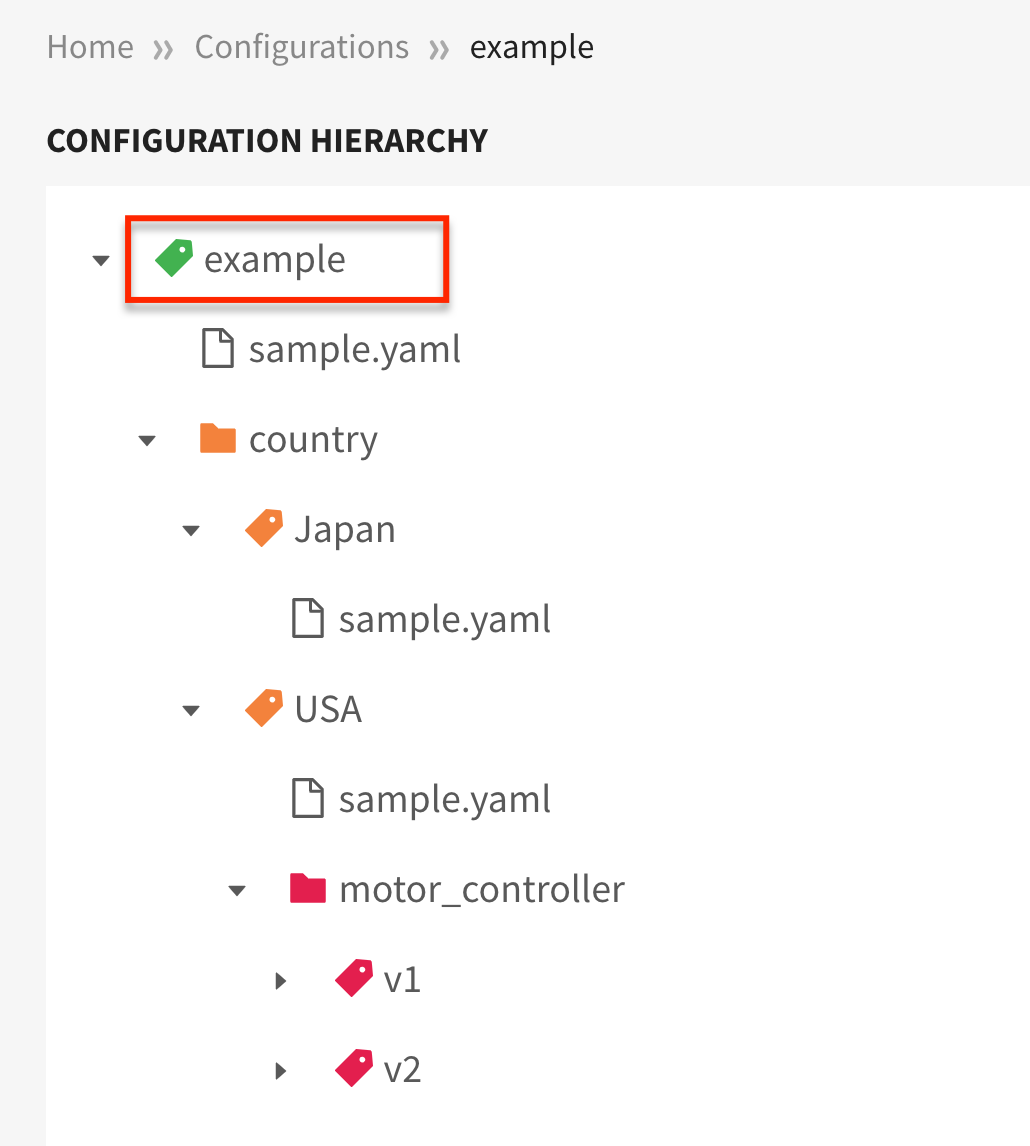 Home » Configurations » example
CONFIGURATION HIERARCHY
example
sample.yaml
country
Japan
sample.yaml
USA
sample.yaml
motor_controller
v1
v2